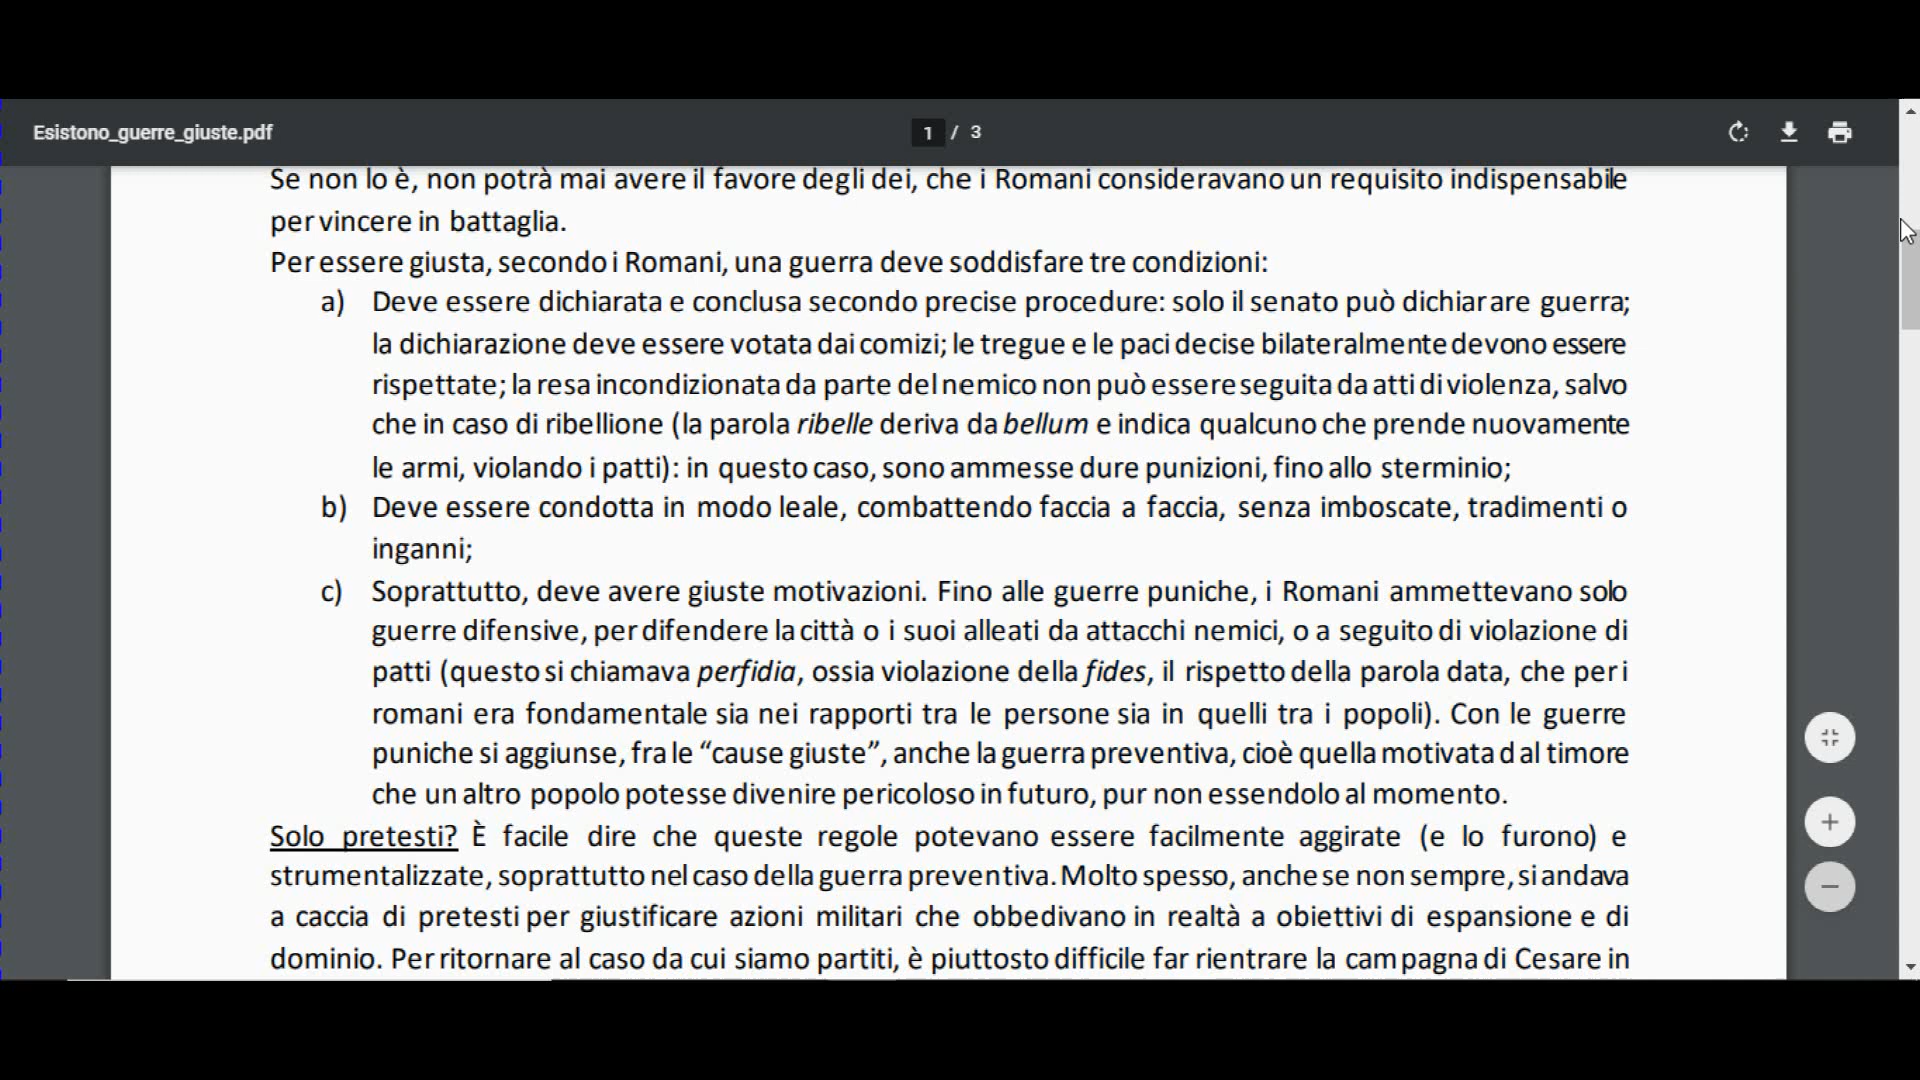 Esistono_guerre_giuste.pdf
1 / 3
Se non lo è, non potrà mai avere il favore degli dei, che i Romani consideravano un requisito indispensabile
per vincere in battaglia.
Per essere giusta, secondo i Romani, una guerra deve soddisfare tre condizioni:
a) Deve essere dichiarata e conclusa secondo precise procedure: solo il senato può dichiarare guerra;
la dichiarazione deve essere votata dai comizi; le tregue e le paci decise bilateralmente devono essere
rispettate; la resa incondizionata da parte del nemico non può essere seguita da atti di violenza, salvo
che in caso di ribellione (la parola ribelle deriva da bellum e indica qualcuno che prende nuovamente
le armi, violando i patti): in questo caso, sono ammesse dure punizioni, fino allo sterminio;
b) Deve essere condotta in modo leale, combattendo faccia a faccia, senza imboscate, tradimenti o
inganni;
c) Soprattutto, deve avere giuste motivazioni. Fino alle guerre puniche, i Romani ammettevano solo
guerre difensive, per difendere la città o i suoi alleati da attacchi nemici, o a seguito di violazione di
patti (questo si chiamava perfidia, ossia violazione della fides, il rispetto della parola data, che per i
romani era fondamentale sia nei rapporti tra le persone sia in quelli tra i popoli). Con le guerre
puniche si aggiunse, fra le “cause giuste”, anche la guerra preventiva, cioè quella motivata dal timore
che un altro popolo potesse divenire pericoloso in futuro, pur non essendolo al momento.
Solo pretesti? È facile dire che queste regole potevano essere facilmente aggirate (e lo furono) e
strumentalizzate, soprattutto nel caso della guerra preventiva. Molto spesso, anche se non sempre, si andava
a caccia di pretesti per giustificare azioni militari che obbedivano in realtà a obiettivi di espansione e di
dominio. Per ritornare al caso da cui siamo partiti, è piuttosto difficile far rientrare la campagna di Cesare in